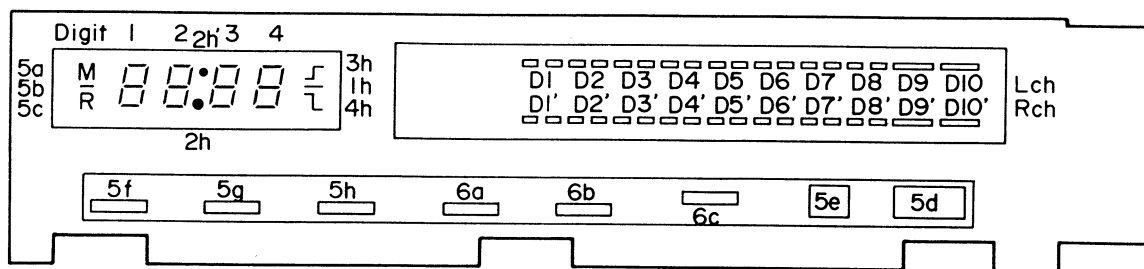 Digit 1 2 2h' 3 4
5a M 3h
5b 1h
5c R 4h
2h
D1 D2 D3 D4 D5 D6 D7 D8 D9 D10 Lch
D1' D2' D3' D4' D5' D6' D7' D8' D9' D10' Rch
5f 5g 5h 6a 6b 6c 5e 5d